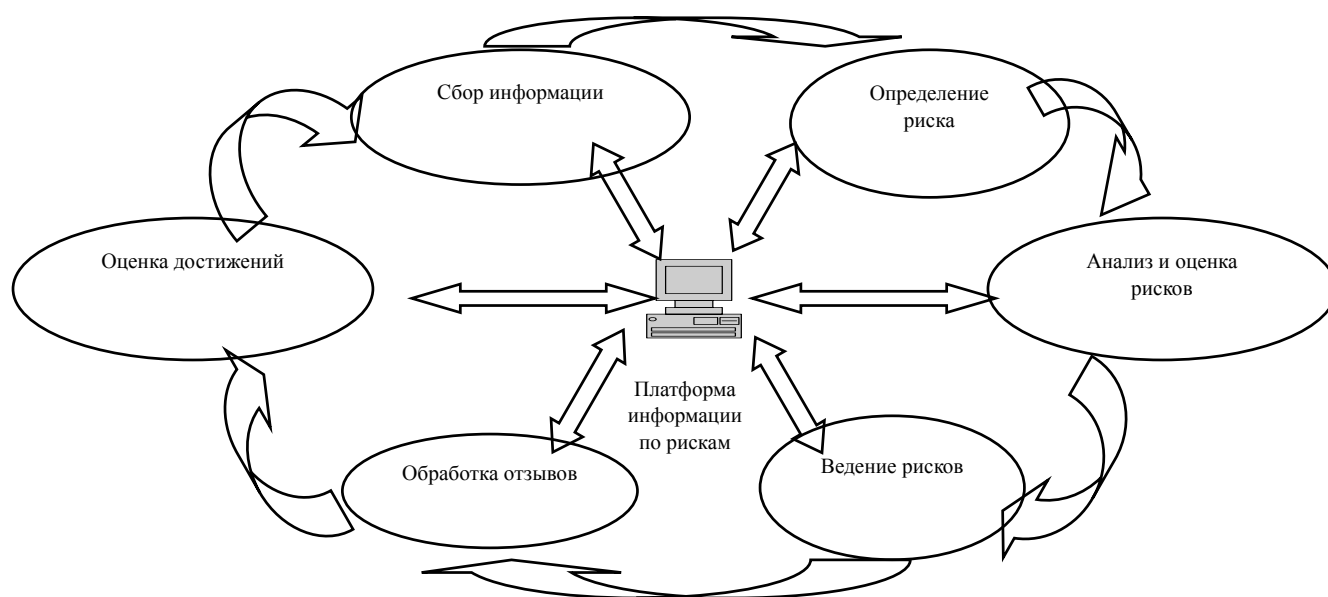 Сбор информации
Определение
риска
Оценка достижений
Анализ и оценка
рисков
Платформа
информации
по рискам
Обработка отзывов
Ведение рисков